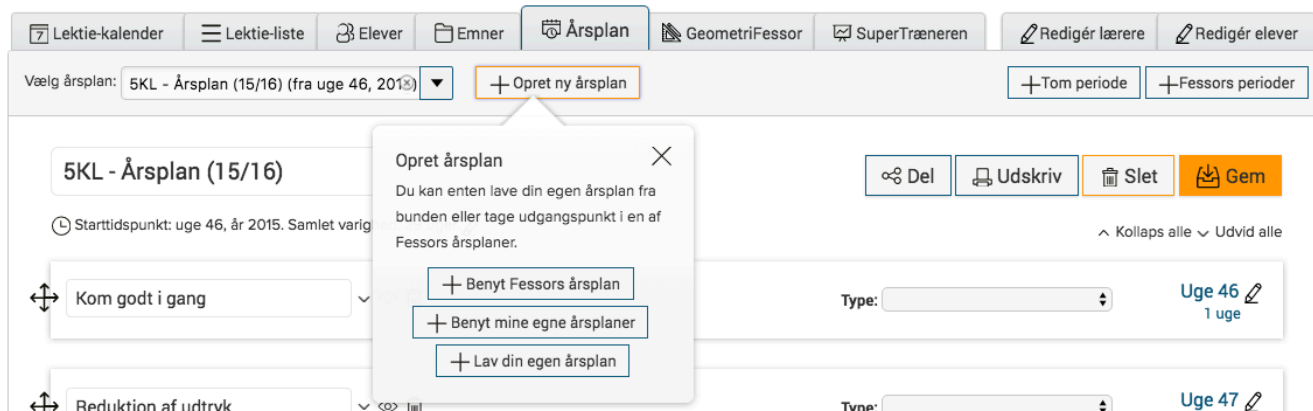 7 Lektie-kalender Lektie-liste Elever Emner Årsplan GeometriFessor SuperTræneren Redigér lærere Redigér elever
Vælg årsplan: 5KL - Årsplan (15/16) (fra uge 46, 2015) Opret ny årsplan Tom periode Fessors perioder
Opret årsplan
Du kan enten lave din egen årsplan fra
bunden eller tage udgangspunkt i en af
Fessors årsplaner.
Benyt Fessors årsplan
Benyt mine egne årsplaner
Lav din egen årsplan
5KL - Årsplan (15/16) Del Udskriv Slet Gem
Starttidspunkt: uge 46, år 2015. Samlet varig
Kollaps alle Udvid alle
Kom godt i gang Type: Uge 46
1 uge
Reduktion af udtryk Type: Uge 47